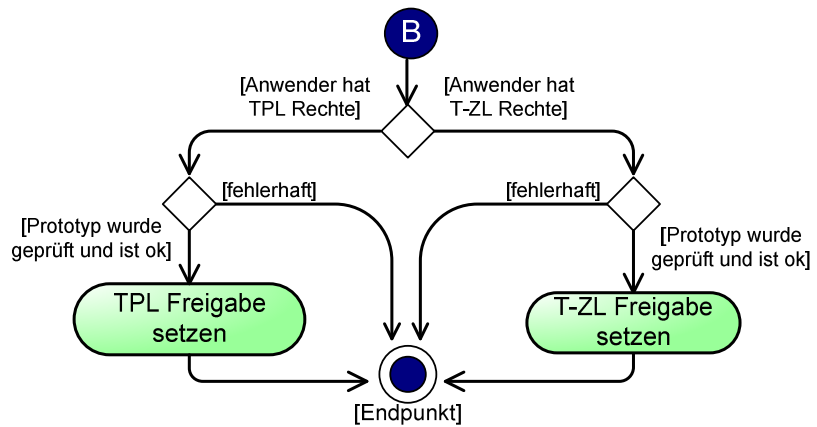 B
[Anwender hat
TPL Rechte]
[Anwender hat
T-ZL Rechte]
[fehlerhaft]
[fehlerhaft]
[Prototyp wurde
geprüft und ist ok]
[Prototyp wurde
geprüft und ist ok]
TPL Freigabe
setzen
T-ZL Freigabe
setzen
[Endpunkt]